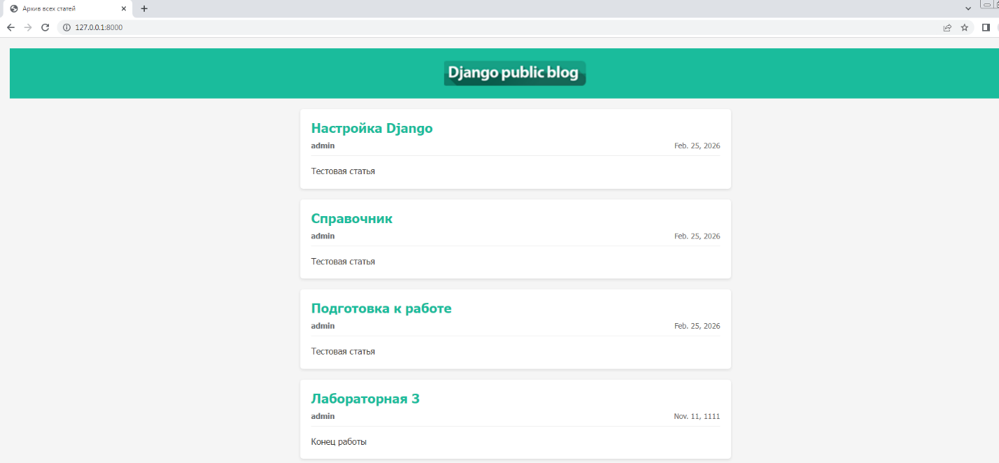 Архив всех статей
127.0.0.1:8000
Django public blog
Настройка Django
admin Feb. 25, 2026
Тестовая статья
Справочник
admin Feb. 25, 2026
Тестовая статья
Подготовка к работе
admin Feb. 25, 2026
Тестовая статья
Лабораторная 3
admin Nov. 11, 1111
Конец работы